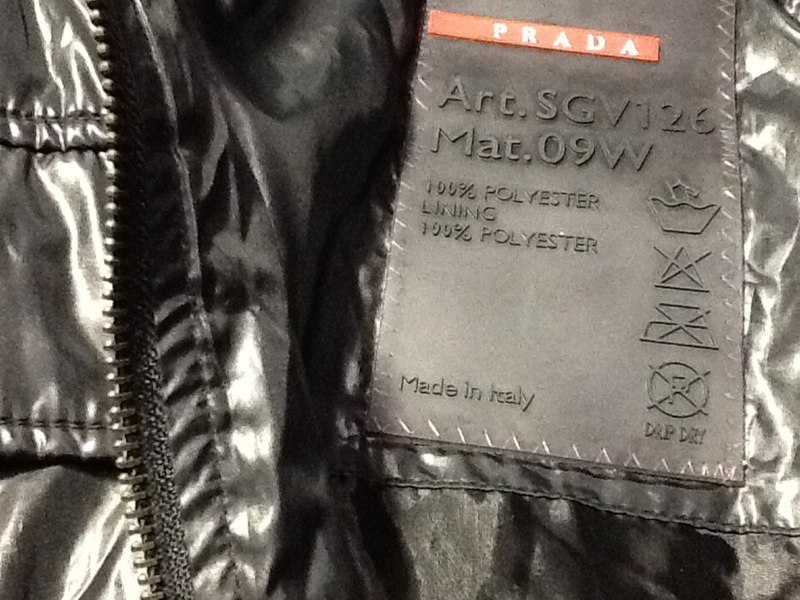 PRADA
Art. SGV126
Mat. 09W
100% POLYESTER
LINING
100% POLYESTER
Made in Italy
DRIP DRY